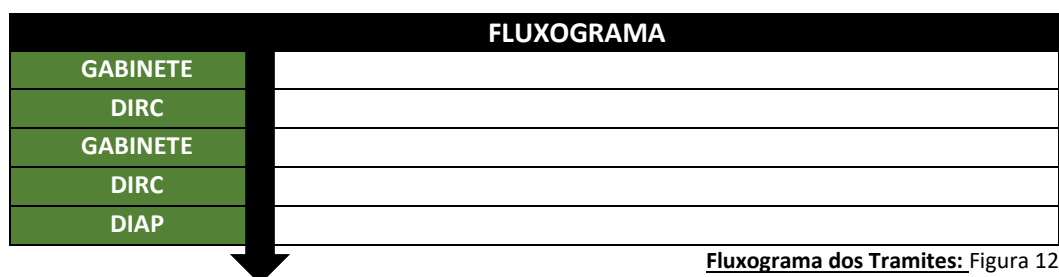 FLUXOGRAMA
GABINETE
DIRC
GABINETE
DIRC
DIAP
Fluxograma dos Tramites: Figura 12